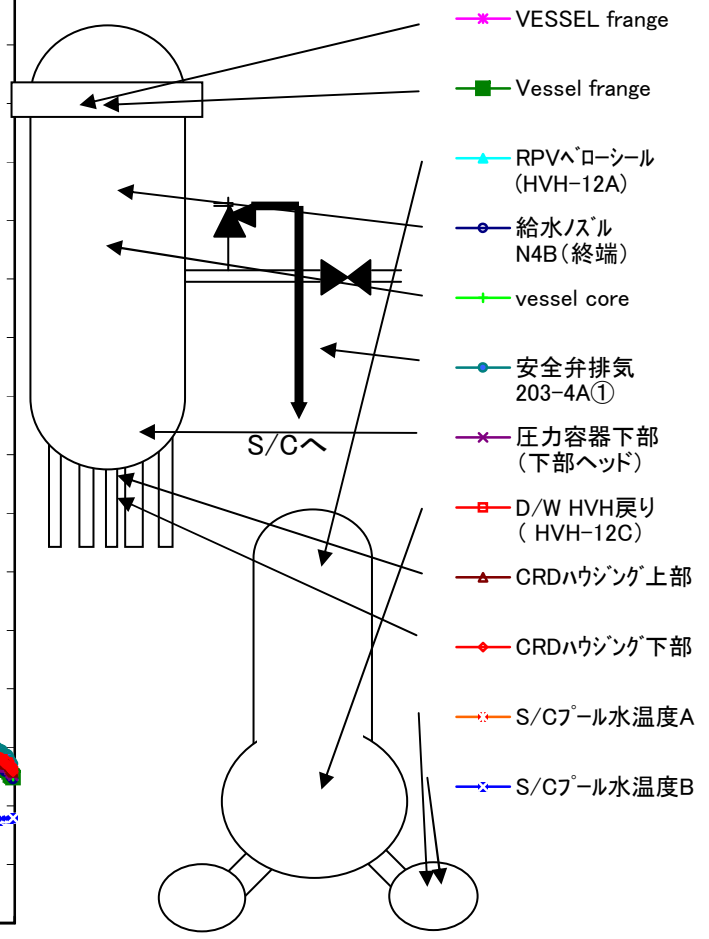 VESSEL frange
Vessel frange
RPVベローシール
(HVH-12A)
給水ノズル
N4B(終端)
vessel core
安全弁排気
203-4A①
圧力容器下部
(下部ヘッド)
D/W HVH戻り
( HVH-12C)
CRDハウジング上部
CRDハウジング下部
S/Cプール水温度A
S/Cプール水温度B
S/Cへ